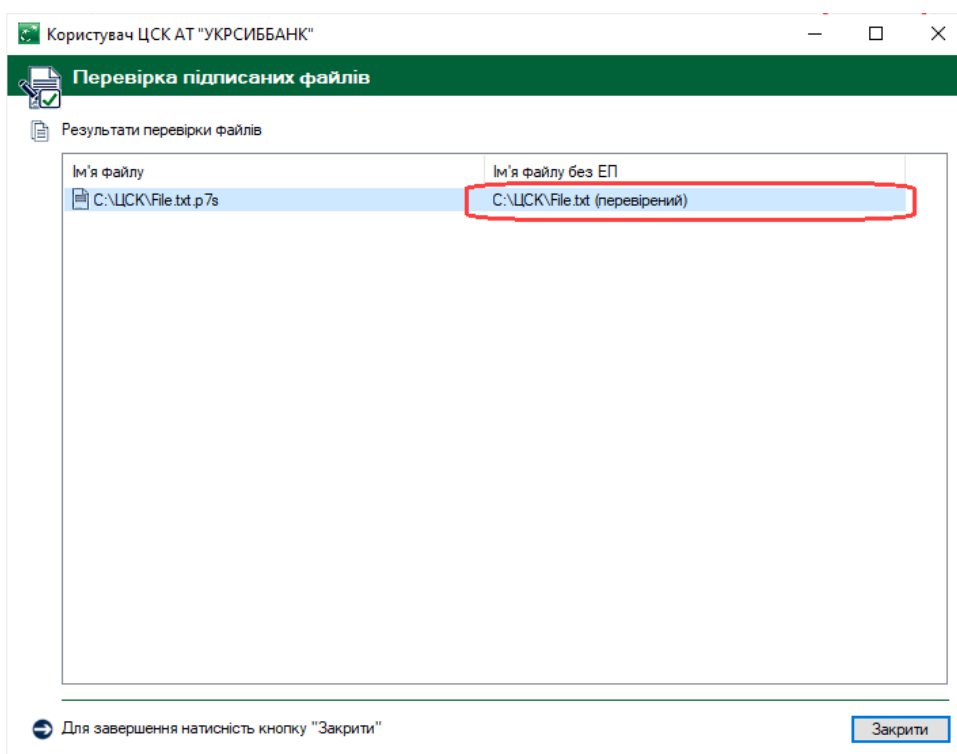 Користувач ЦСК АТ "УКРСИББАНК"
Перевірка підписаних файлів
Результати перевірки файлів
Ім'я файлу Ім'я файлу без ЕП
C:\ЦСК\File.txt.p7s C:\ЦСК\File.txt (перевірений)
Для завершення натисність кнопку "Закрити" Закрити